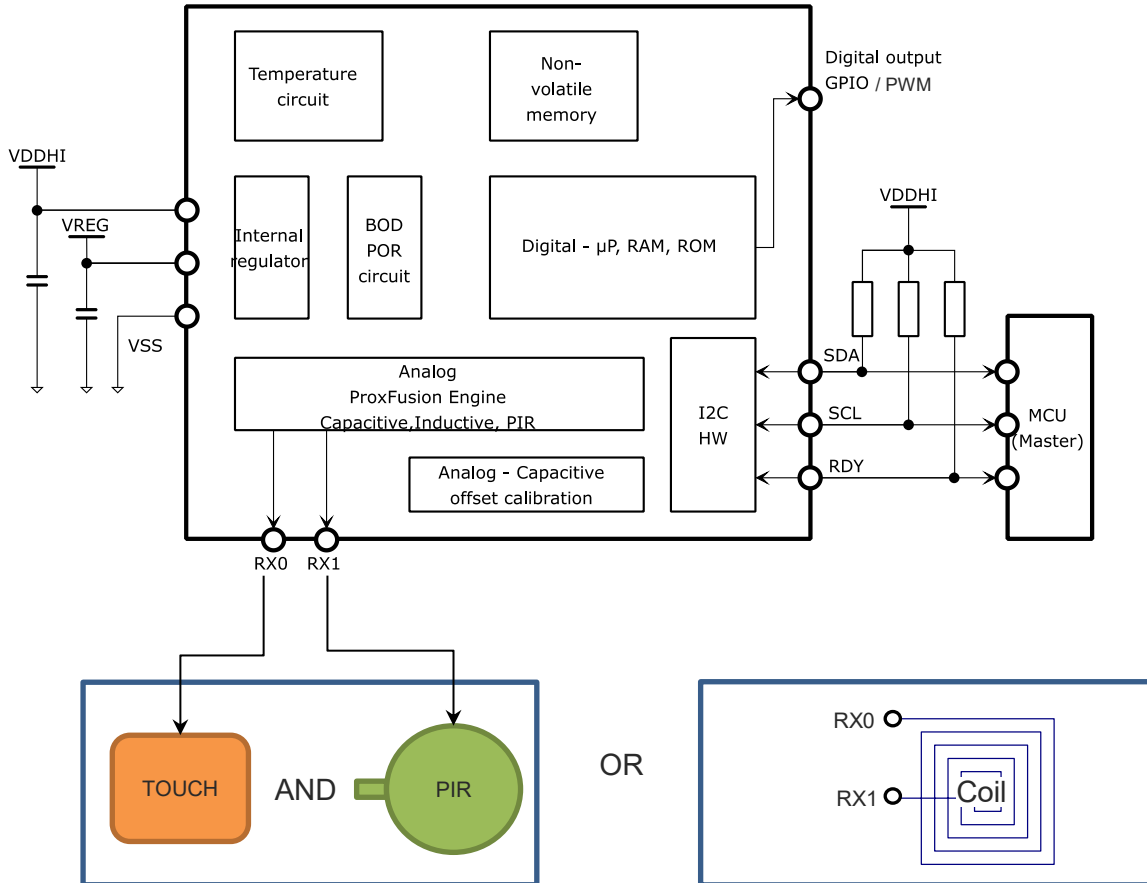 Temperature
circuit
Non-
volatile
memory
Digital output
GPIO / PWM
VDDHI
VREG
VSS
Internal
regulator
BOD
POR
circuit
Digital - µP, RAM, ROM
VDDHI
Analog
ProxFusion Engine
Capacitive,Inductive, PIR
Analog - Capacitive
offset calibration
I2C
HW
SDA
SCL
RDY
MCU
(Master)
RX0
RX1
TOUCH
AND
PIR
OR
RX0
RX1
Coil